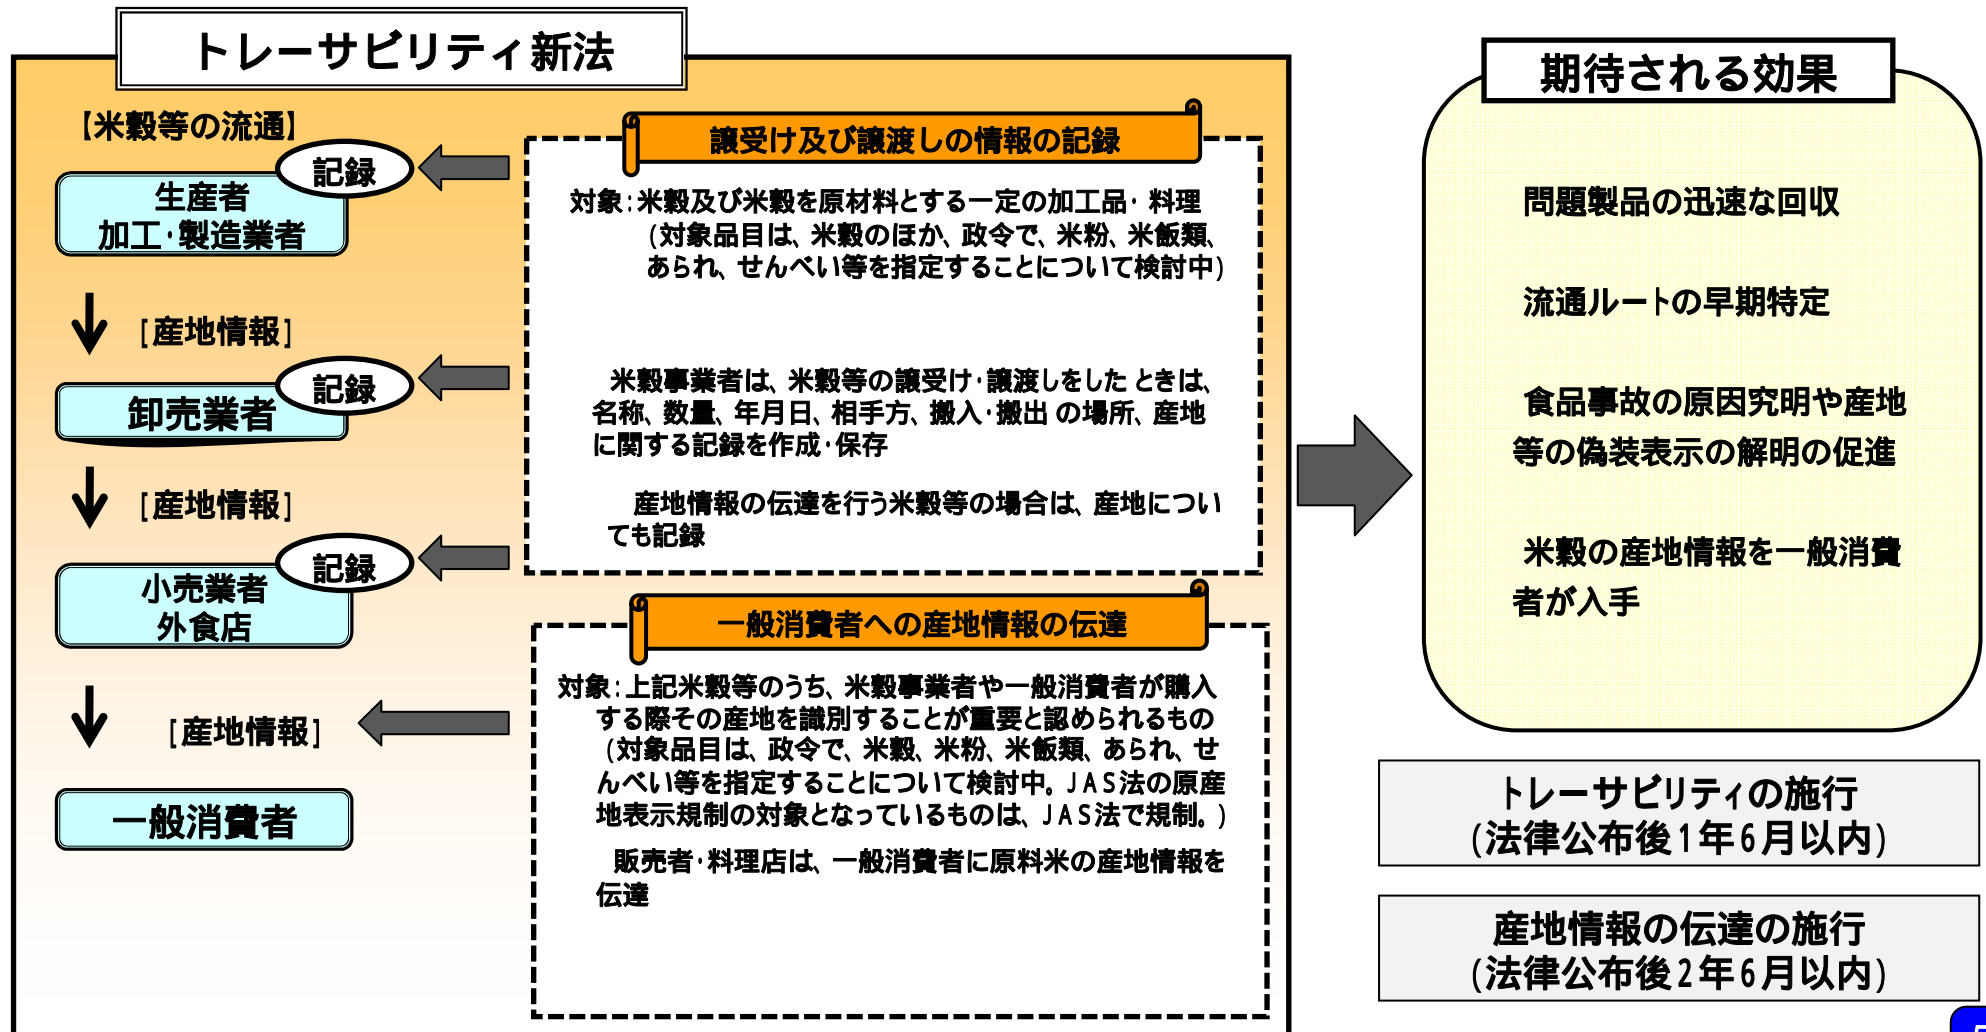 トレーサビリティ新法
【米穀等の流通】
生産者
加工・製造業者
記録
[産地情報]
卸売業者
記録
[産地情報]
小売業者
外食店
記録
[産地情報]
一般消費者
譲受け及び譲渡しの情報の記録
対象：米穀及び米穀を原材料とする一定の加工品・料理
(対象品目は、米穀のほか、政令で、米粉、米飯類、
あられ、せんべい等を指定することについて検討中)
米穀事業者は、米穀等の譲受け・譲渡しをしたときは、
名称、数量、年月日、相手方、搬入・搬出の場所、産地
に関する記録を作成・保存
産地情報の伝達を行う米穀等の場合は、産地につい
ても記録
一般消費者への産地情報の伝達
対象：上記米穀等のうち、米穀事業者や一般消費者が購入
する際その産地を識別することが重要と認められるもの
(対象品目は、政令で、米穀、米粉、米飯類、あられ、せ
んべい等を指定することについて検討中。JAS法の原産
地表示規制の対象となっているものは、JAS法で規制。)
販売者・料理店は、一般消費者に原料米の産地情報を
伝達
期待される効果
問題製品の迅速な回収
流通ルートの早期特定
食品事故の原因究明や産地
等の偽装表示の解明の促進
米穀の産地情報を一般消費
者が入手
トレーサビリティの施行
(法律公布後1年6月以内)
産地情報の伝達の施行
(法律公布後2年6月以内)